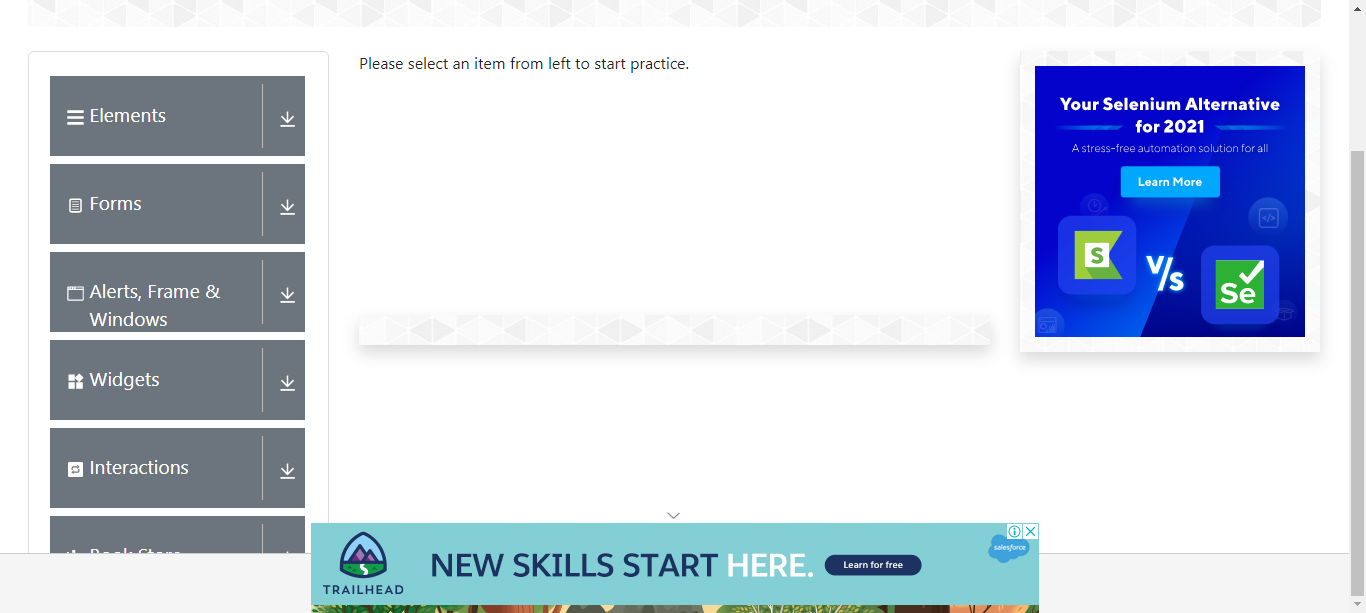 Please select an item from left to start practice.
Elements
Forms
Alerts, Frame &
Windows
Widgets
Interactions
Book Store
Your Selenium Alternative
for 2021
A stress-free automation solution for all
Learn More
S
V/s
Se
TRAILHEAD
NEW SKILLS START HERE.
Learn for free
salesforce